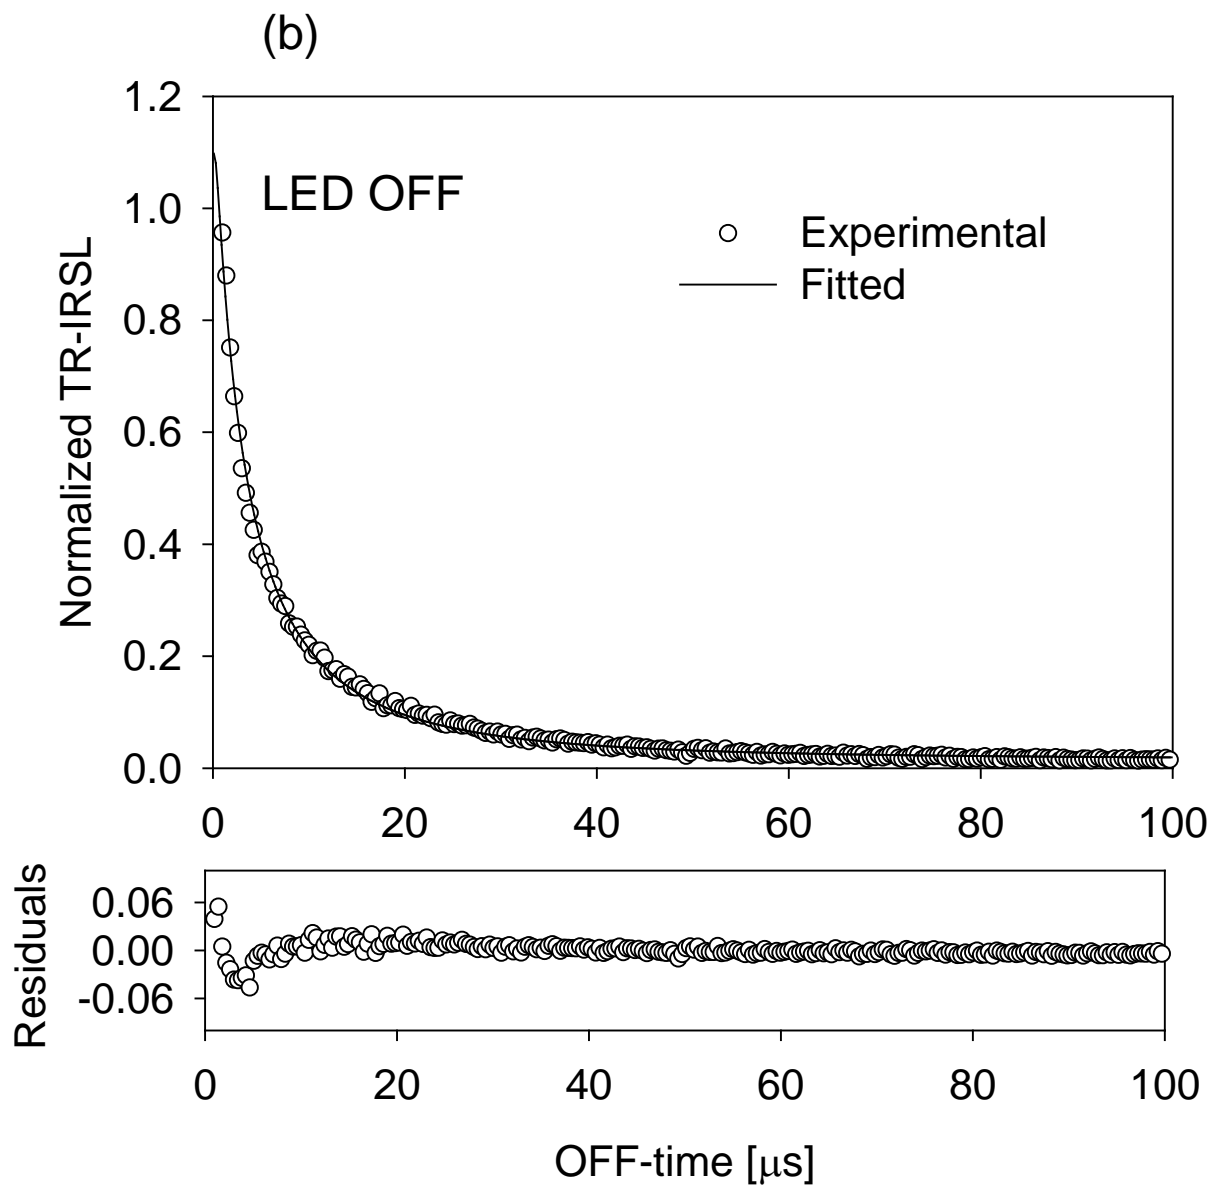 (b)
1.2
1.0
0.8
0.6
0.4
0.2
0.0
Normalized TR-IRSL
LED OFF
Experimental
Fitted
0 20 40 60 80 100
Residuals
0.06
0.00
-0.06
0 20 40 60 80 100
OFF-time [μs]